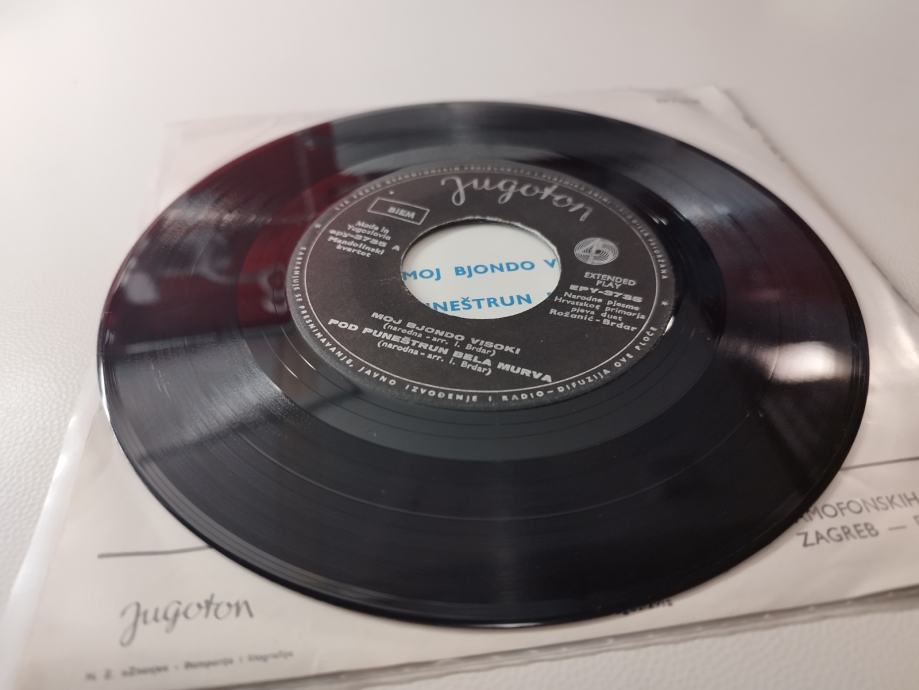 Jugoton
BIEM
Made in
Yugoslavia
EPY-3735 A
Mandolinski
kvartet
45
EXTENDED
PLAY
EPY-3735
Narodne pjesme
Hrvatskog primorja
pjeva duet
Rožanić-Brdar
MOJ BJONDO V
NEŠTRUN
MOJ BJONDO VISOKI
(narodna - arr. I. Brdar)
POD PUNEŠTRUN BELA MURVA
(narodna - arr. I. Brdar)
PRESNIMAVANJE, JAVNO IZVOĐENJE I RADIO-DIFUZIJA OVE PLOČE
AMOFONSKIH
ZAGREB —
Jugoton